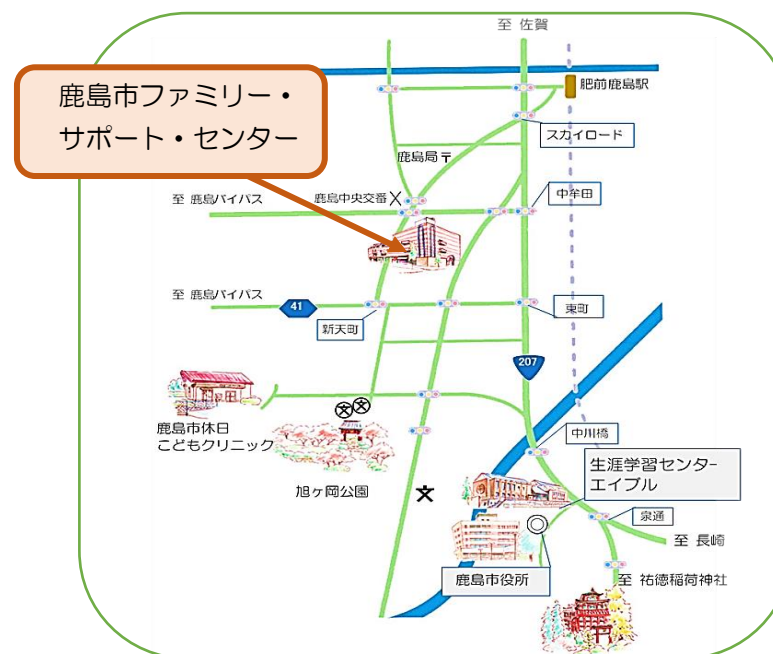 至 佐賀
鹿島市ファミリー・
サポート・センター
肥前鹿島駅
スカイロード
鹿島局〒
至 鹿島バイパス
鹿島中央交番
中牟田
至 鹿島バイパス
41
新天町
東町
207
鹿島市休日
こどもクリニック
旭ヶ岡公園
中川橋
生涯学習センター
エイブル
泉通
至 長崎
鹿島市役所
至 祐徳稲荷神社